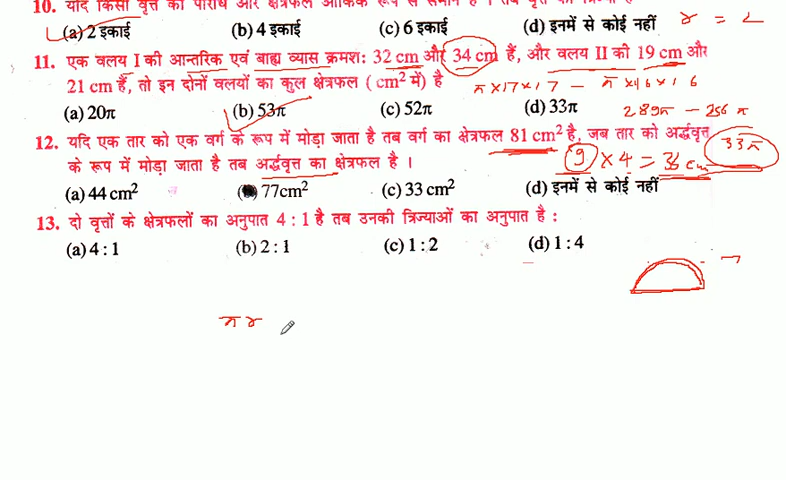 10. यदि किसी वृत्त की परिधि और क्षेत्रफल आंकिक रूप से समान है । तब वृत्त की त्रिज्या है
(a) 2 इकाई (b) 4 इकाई (c) 6 इकाई (d) इनमें से कोई नहीं r = 2
11. एक वलय I की आन्तरिक एवं बाह्य व्यास क्रमश: 32 cm और 34 cm हैं, और वलय II की 19 cm और
21 cm हैं, तो इन दोनों वलयों का कुल क्षेत्रफल ( cm² में) है π×17×17 – π×16×16
(a) 20π (b) 53π (c) 52π (d) 33π 289π – 256π
12. यदि एक तार को एक वर्ग के रूप में मोड़ा जाता है तब वर्ग का क्षेत्रफल 81 cm² है, जब तार को अर्द्धवृत्त 33π
के रूप में मोड़ा जाता है तब अर्द्धवृत्त का क्षेत्रफल है । 9 × 4 = 36 cm
(a) 44 cm² 77cm² (c) 33 cm² (d) इनमें से कोई नहीं
13. दो वृत्तों के क्षेत्रफलों का अनुपात 4 : 1 है तब उनकी त्रिज्याओं का अनुपात है :
(a) 4 : 1 (b) 2 : 1 (c) 1 : 2 (d) 1 : 4
πr